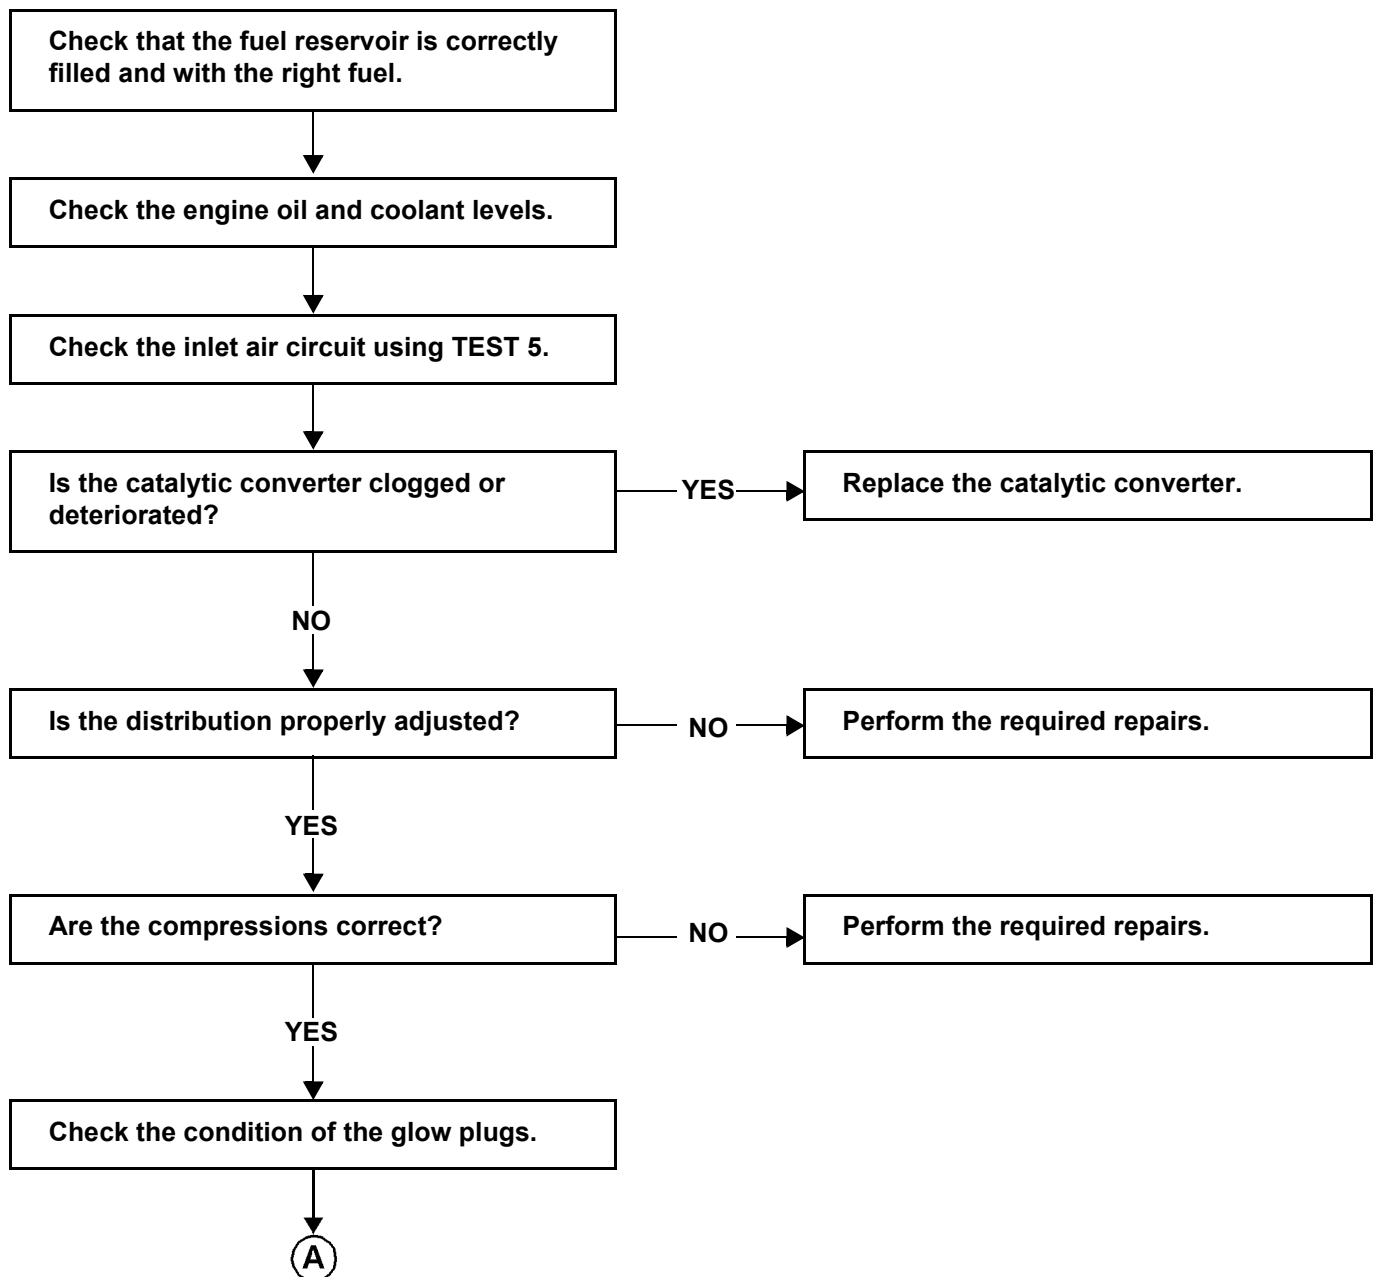 Check that the fuel reservoir is correctly
filled and with the right fuel.
Check the engine oil and coolant levels.
Check the inlet air circuit using TEST 5.
Is the catalytic converter clogged or
deteriorated?
YES
Replace the catalytic converter.
NO
Is the distribution properly adjusted?
NO
Perform the required repairs.
YES
Are the compressions correct?
NO
Perform the required repairs.
YES
Check the condition of the glow plugs.
A